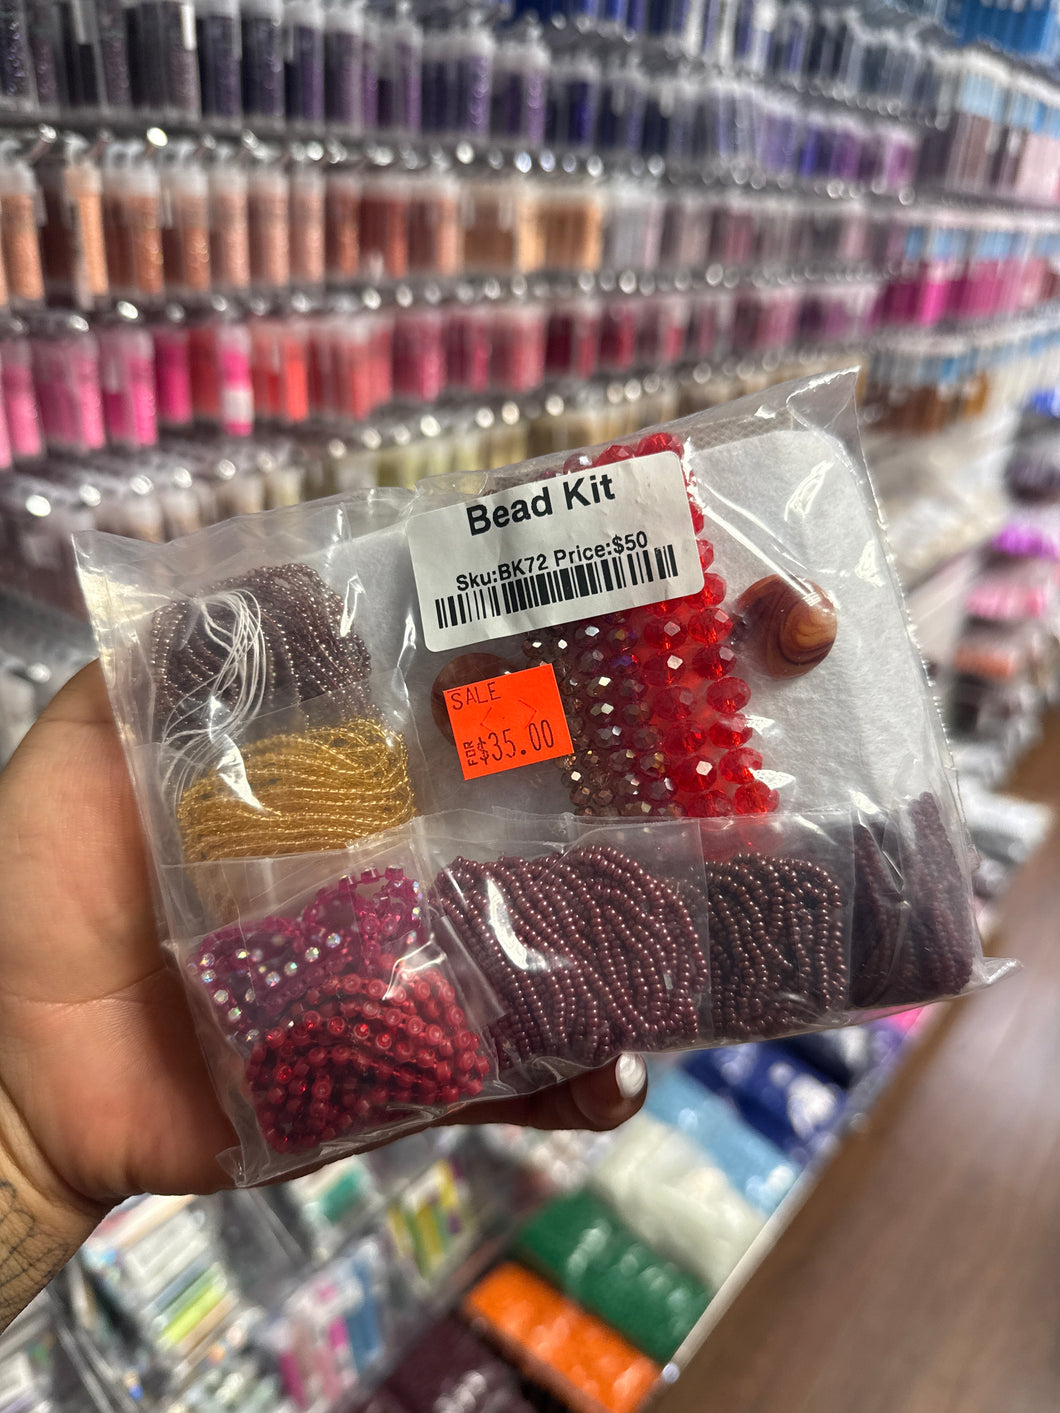 Bead Kit
Sku:BK72 Price:$50
SALE
FOR $35.00